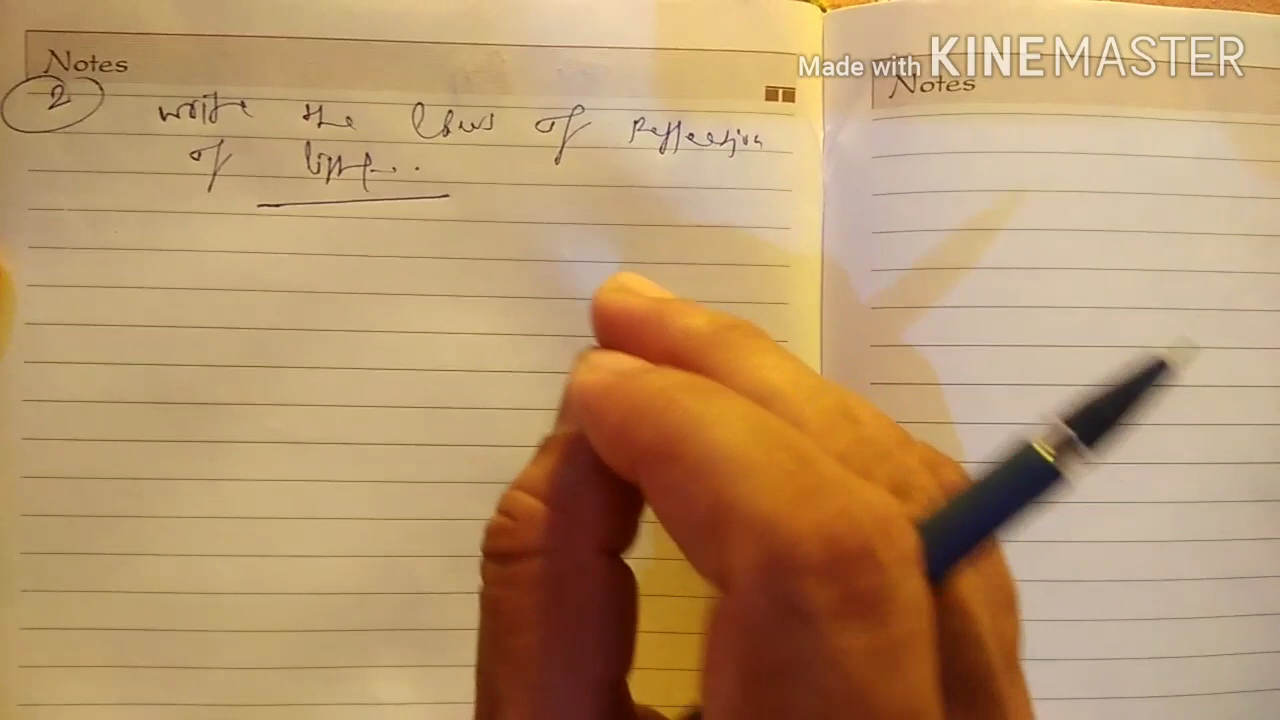 Made with KINEMASTER
Notes
Notes
2 write the laws of Reflection
of light..